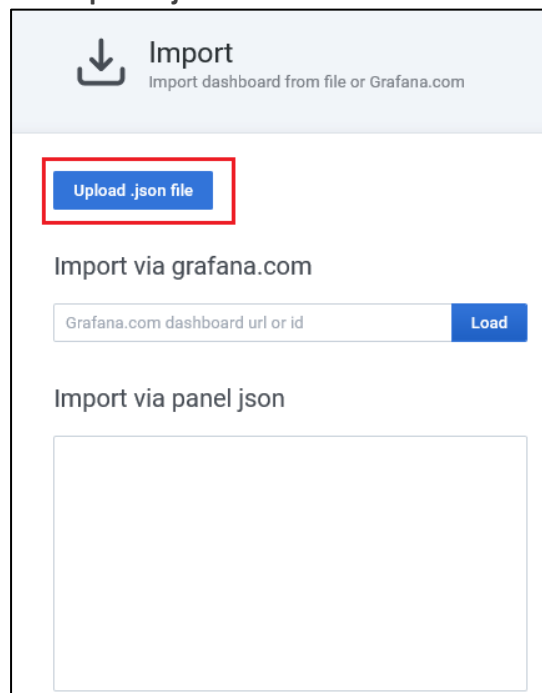 Import
Import dashboard from file or Grafana.com
Upload .json file
Import via grafana.com
Grafana.com dashboard url or id
Load
Import via panel json